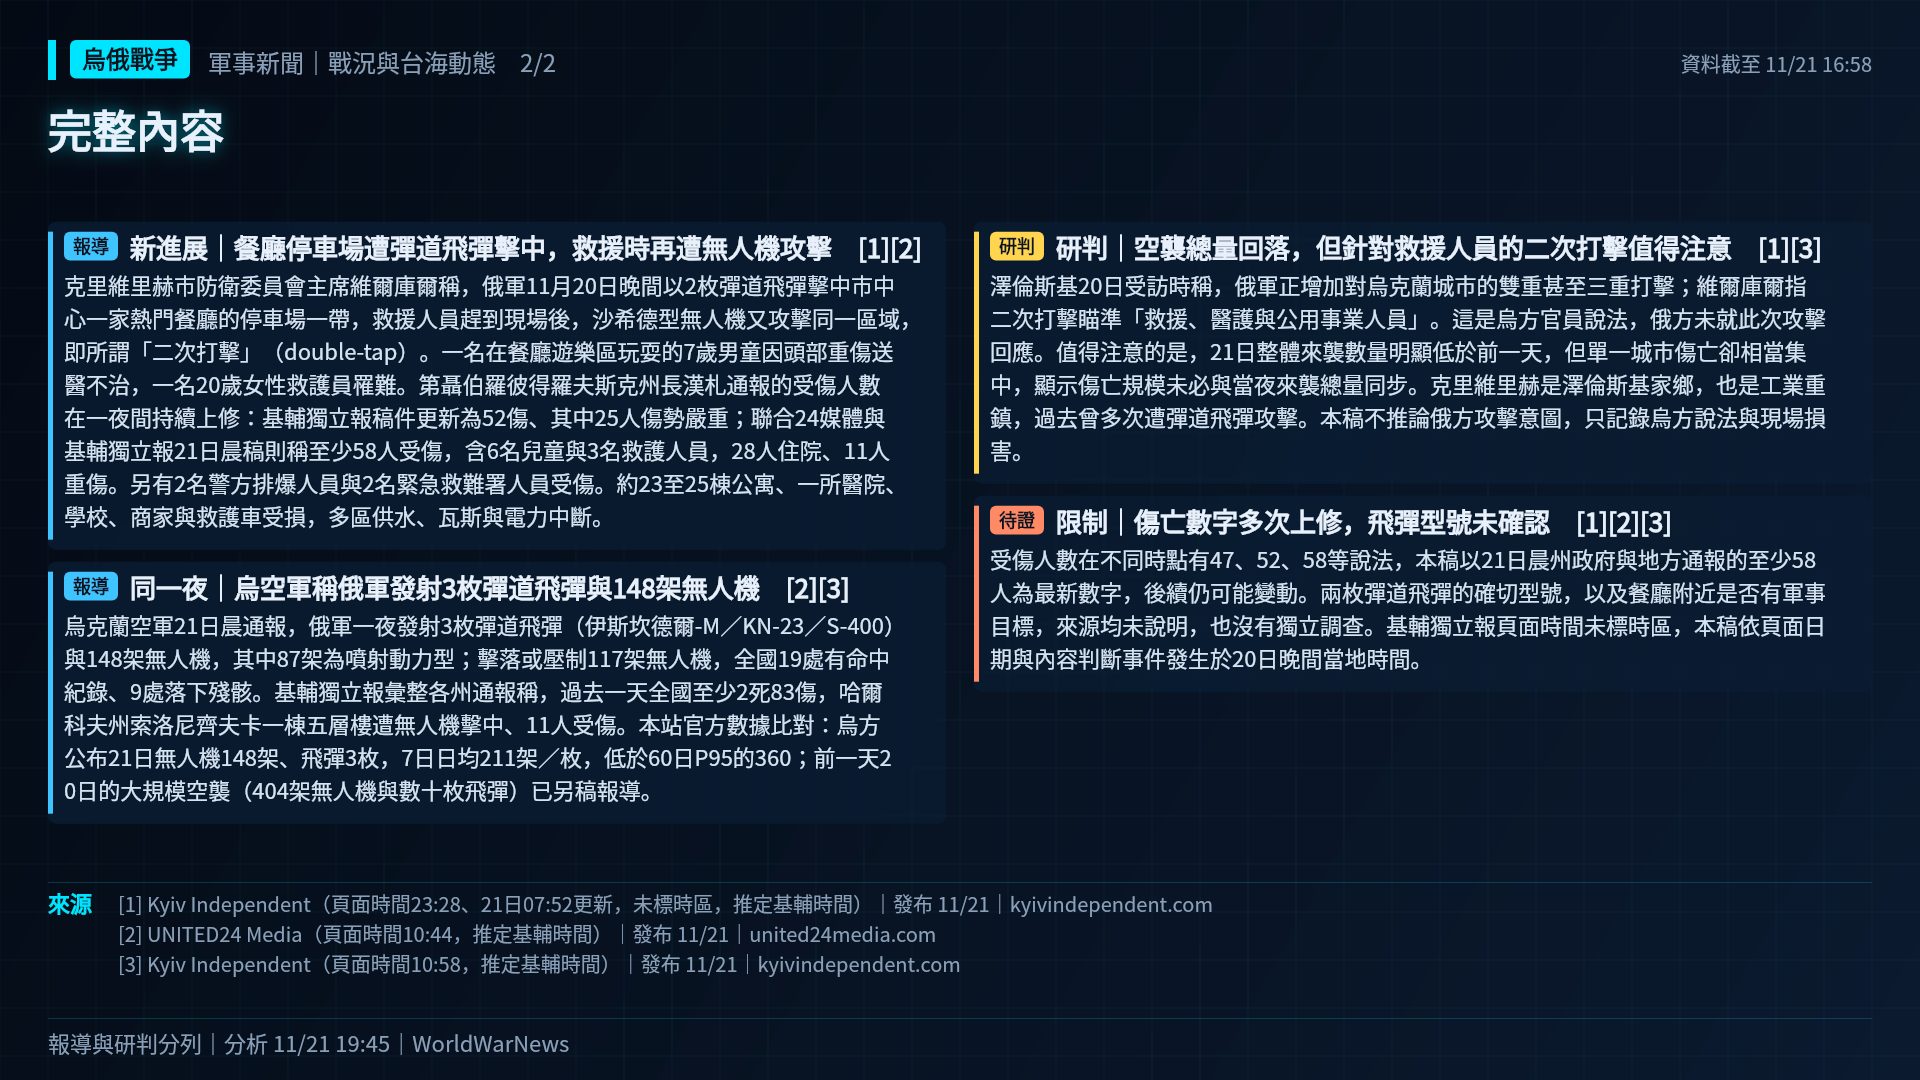 烏俄戰爭 軍事新聞｜戰況與台海動態 2/2
資料截至 11/21 16:58
完整內容
報導 新進展｜餐廳停車場遭彈道飛彈擊中，救援時再遭無人機攻擊 [1][2]
克里維里赫市防衛委員會主席維爾庫爾稱，俄軍11月20日晚間以2枚彈道飛彈擊中市中
心一家熱門餐廳的停車場一帶，救援人員趕到現場後，沙希德型無人機又攻擊同一區域，
即所謂「二次打擊」（double-tap）。一名在餐廳遊樂區玩耍的7歲男童因頭部重傷送
醫不治，一名20歲女性救護員罹難。第聶伯羅彼得羅夫斯克州長漢札通報的受傷人數
在一夜間持續上修：基輔獨立報稿件更新為52傷、其中25人傷勢嚴重；聯合24媒體與
基輔獨立報21日晨稿則稱至少58人受傷，含6名兒童與3名救護人員，28人住院、11人
重傷。另有2名警方排爆人員與2名緊急救難署人員受傷。約23至25棟公寓、一所醫院、
學校、商家與救護車受損，多區供水、瓦斯與電力中斷。
報導 同一夜｜烏空軍稱俄軍發射3枚彈道飛彈與148架無人機 [2][3]
烏克蘭空軍21日晨通報，俄軍一夜發射3枚彈道飛彈（伊斯坎德爾-M／KN-23／S-400）
與148架無人機，其中87架為噴射動力型；擊落或壓制117架無人機，全國19處有命中
紀錄、9處落下殘骸。基輔獨立報彙整各州通報稱，過去一天全國至少2死83傷，哈爾
科夫州索洛尼齊夫卡一棟五層樓遭無人機擊中、11人受傷。本站官方數據比對：烏方
公布21日無人機148架、飛彈3枚，7日日均211架／枚，低於60日P95的360；前一天2
0日的大規模空襲（404架無人機與數十枚飛彈）已另稿報導。
研判 研判｜空襲總量回落，但針對救援人員的二次打擊值得注意 [1][3]
澤倫斯基20日受訪時稱，俄軍正增加對烏克蘭城市的雙重甚至三重打擊；維爾庫爾指
二次打擊瞄準「救援、醫護與公用事業人員」。這是烏方官員說法，俄方未就此次攻擊
回應。值得注意的是，21日整體來襲數量明顯低於前一天，但單一城市傷亡卻相當集
中，顯示傷亡規模未必與當夜來襲總量同步。克里維里赫是澤倫斯基家鄉，也是工業重
鎮，過去曾多次遭彈道飛彈攻擊。本稿不推論俄方攻擊意圖，只記錄烏方說法與現場損
害。
待證 限制｜傷亡數字多次上修，飛彈型號未確認 [1][2][3]
受傷人數在不同時點有47、52、58等說法，本稿以21日晨州政府與地方通報的至少58
人為最新數字，後續仍可能變動。兩枚彈道飛彈的確切型號，以及餐廳附近是否有軍事
目標，來源均未說明，也沒有獨立調查。基輔獨立報頁面時間未標時區，本稿依頁面日
期與內容判斷事件發生於20日晚間當地時間。
來源 [1] Kyiv Independent（頁面時間23:28、21日07:52更新，未標時區，推定基輔時間）｜發布 11/21｜kyivindependent.com
[2] UNITED24 Media（頁面時間10:44，推定基輔時間）｜發布 11/21｜united24media.com
[3] Kyiv Independent（頁面時間10:58，推定基輔時間）｜發布 11/21｜kyivindependent.com
報導與研判分列｜分析 11/21 19:45｜WorldWarNews